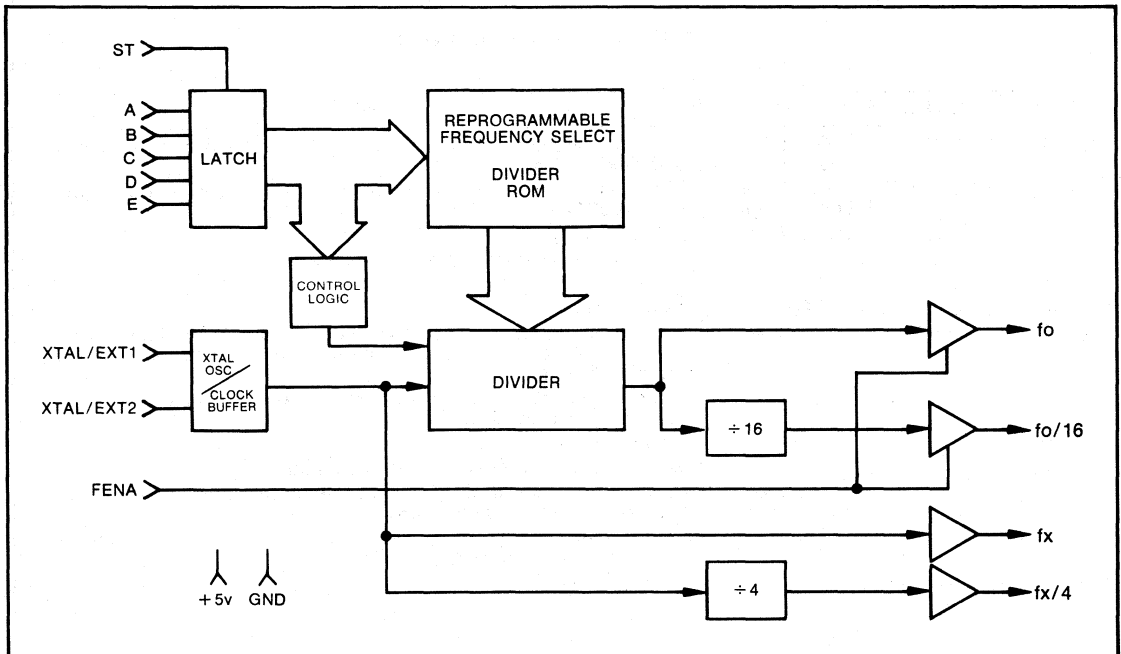 ST
A
B
C
D
E
LATCH
REPROGRAMMABLE
FREQUENCY SELECT
DIVIDER
ROM
CONTROL
LOGIC
XTAL/EXT1
XTAL/EXT2
XTAL
OSC
CLOCK
BUFFER
DIVIDER
fo
÷16
fo/16
FENA
fx
÷4
fx/4
+5v
GND